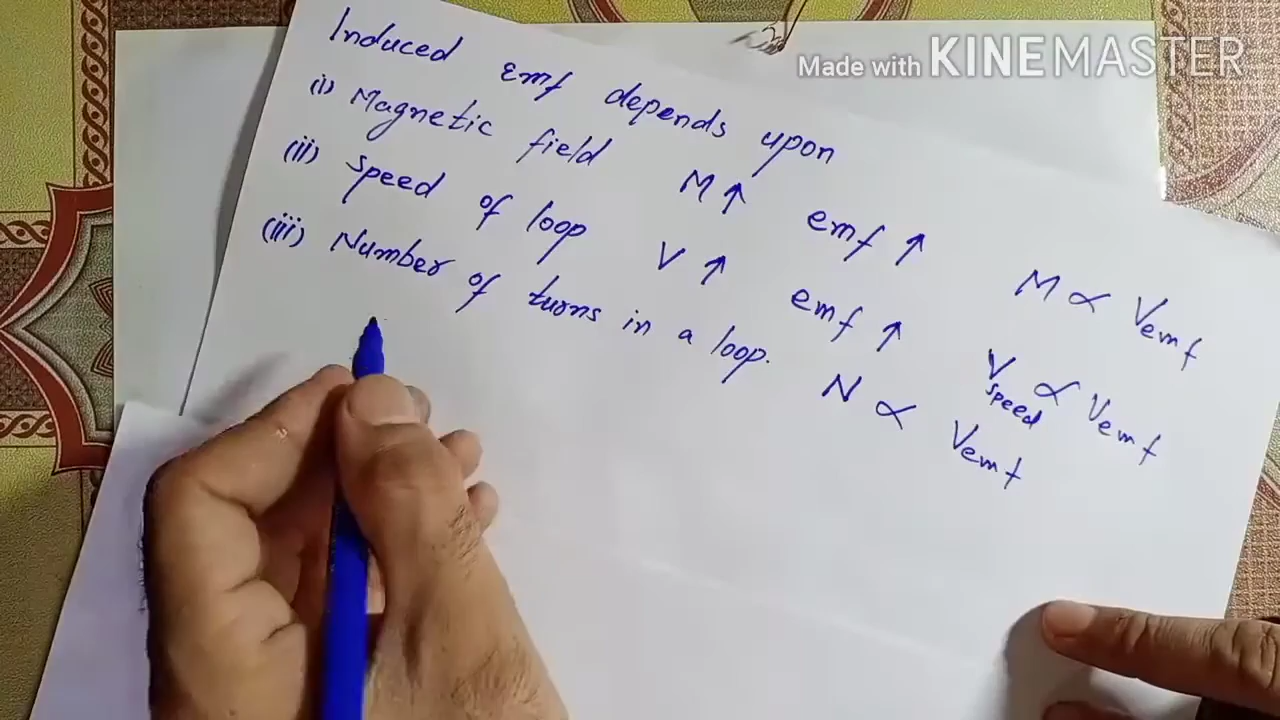 Made with KINEMASTER
Induced emf depends upon
(i) Magnetic field M↑ emf ↑ M ∝ Vemf
(ii) Speed of loop V ↑ emf ↑ V speed ∝ Vemf
(iii) Number of turns in a loop. N ∝ Vemf